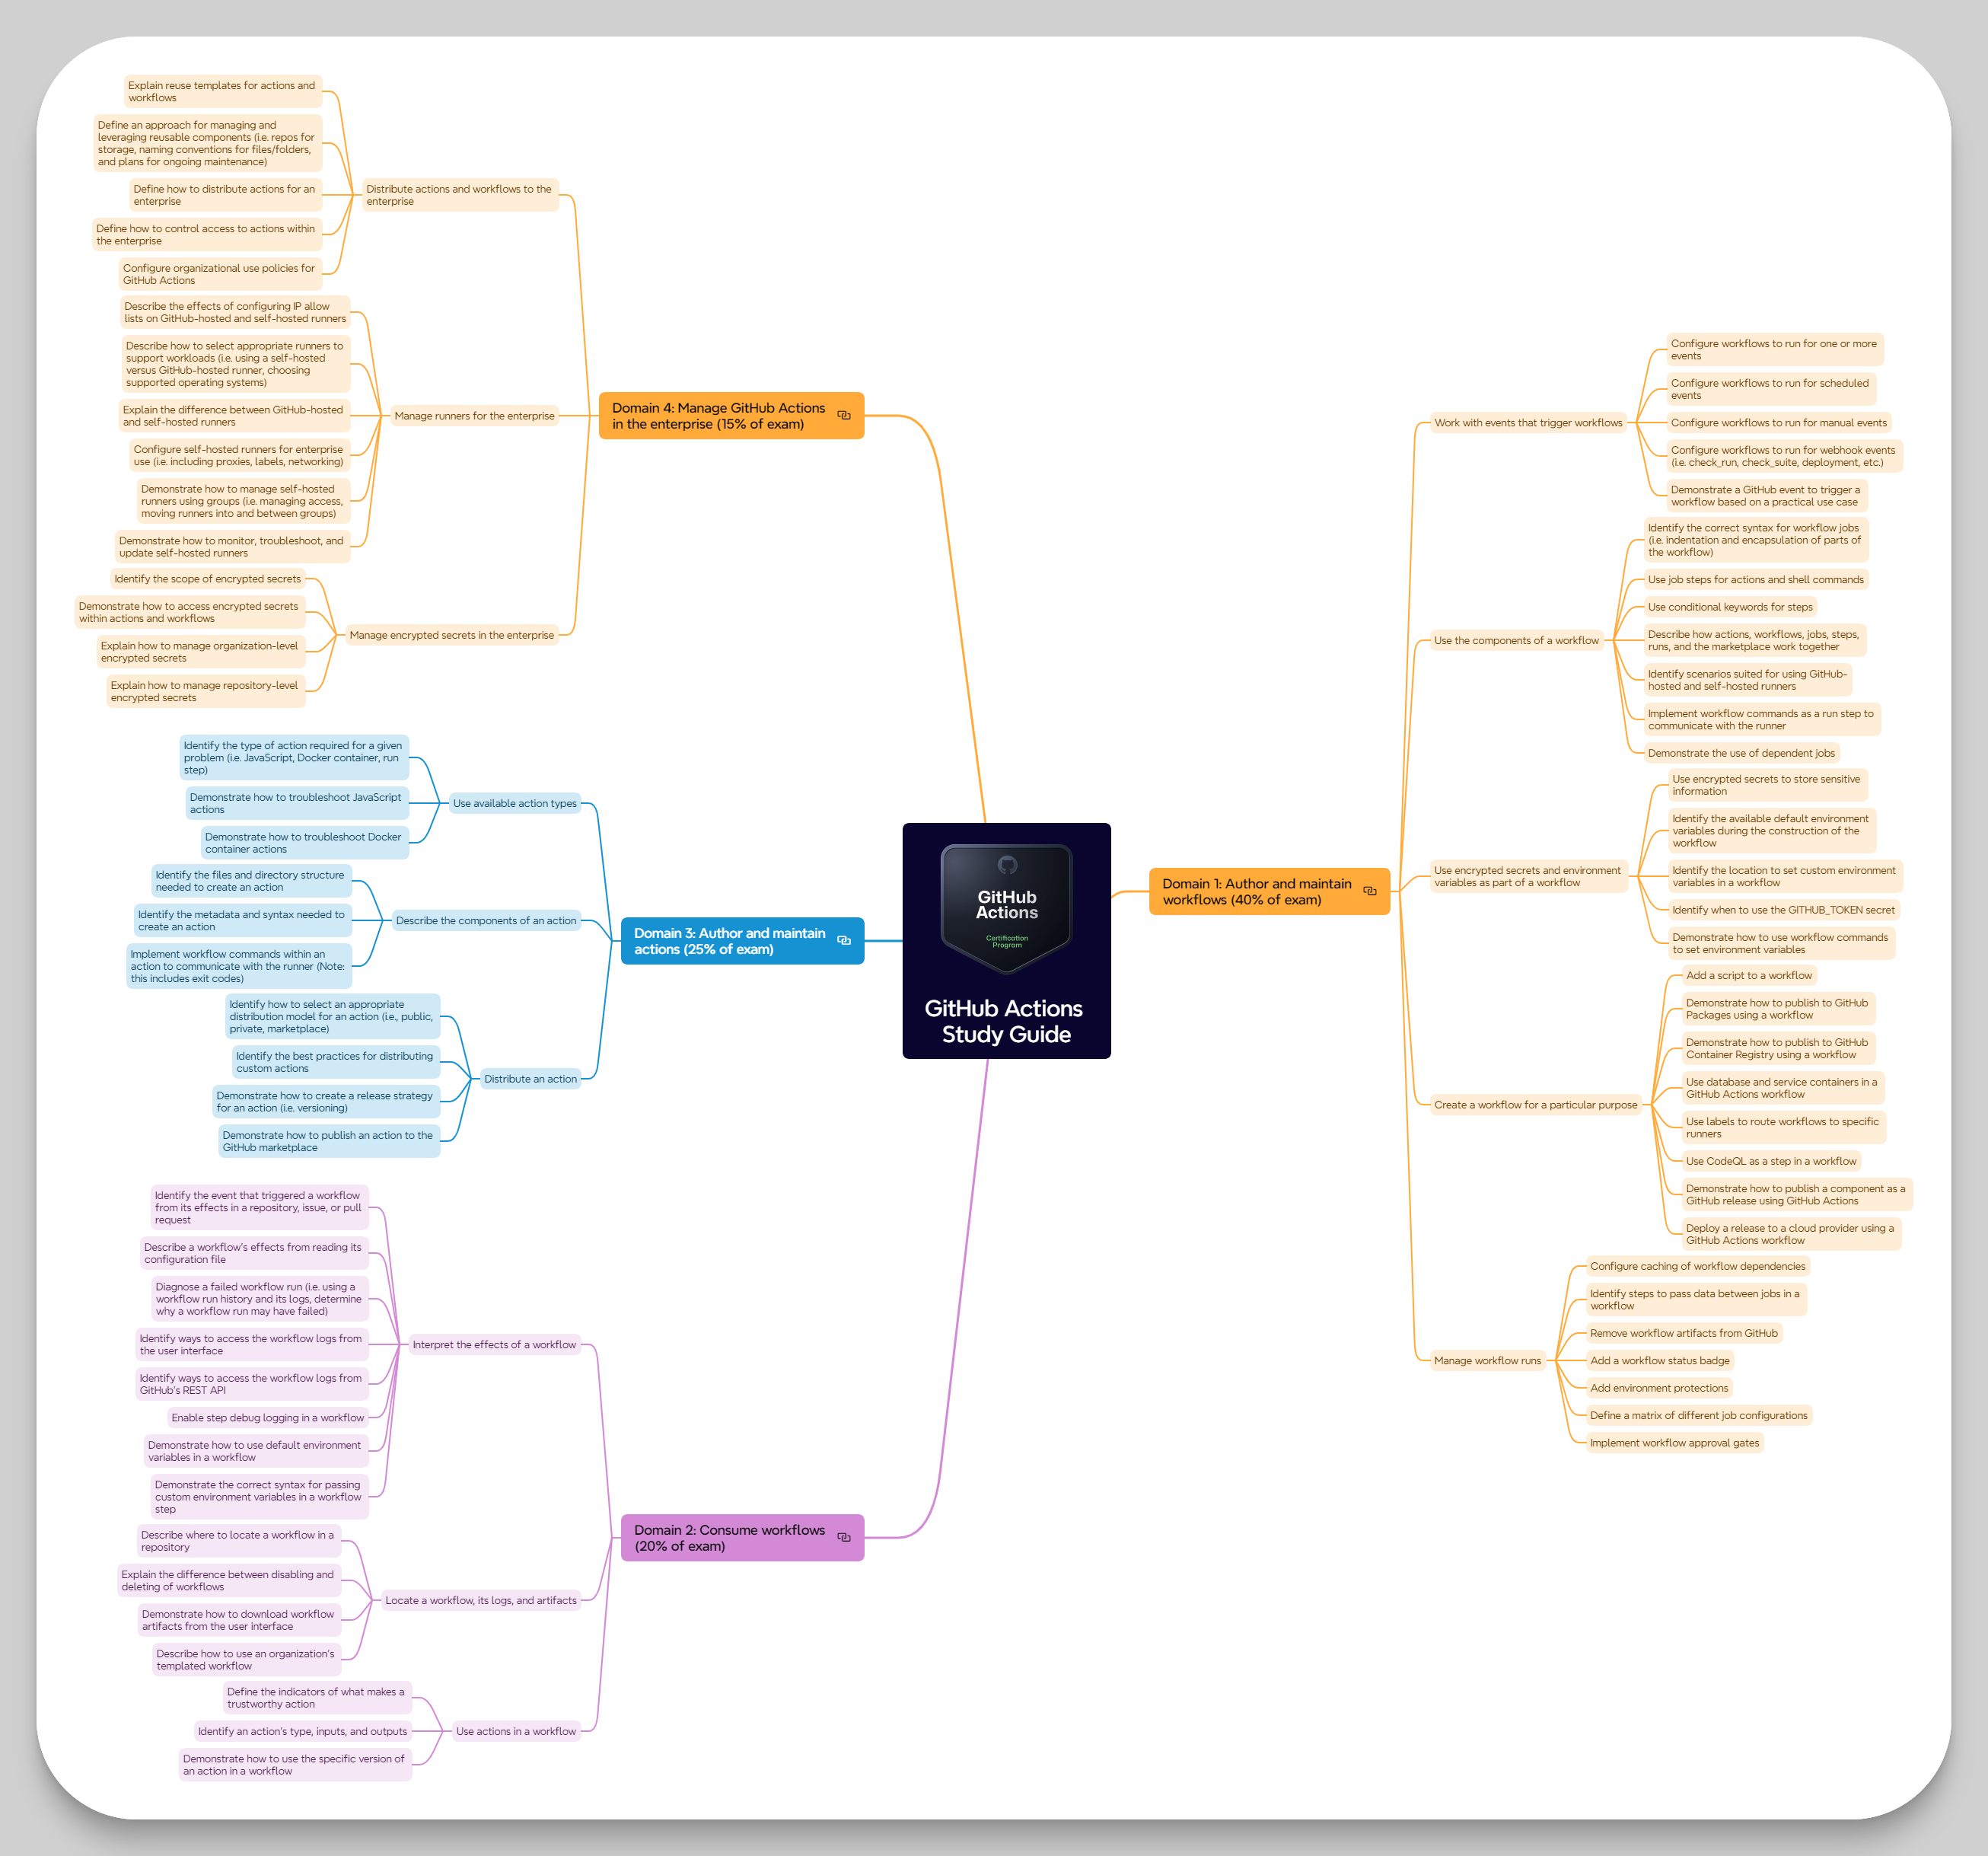 GitHub
Actions
Certification
Program
GitHub Actions
Study Guide
Domain 1: Author and maintain
workflows (40% of exam)
Work with events that trigger workflows
Configure workflows to run for one or more
events
Configure workflows to run for scheduled
events
Configure workflows to run for manual events
Configure workflows to run for webhook events
(i.e. check_run, check_suite, deployment, etc.)
Demonstrate a GitHub event to trigger a
workflow based on a practical use case
Use the components of a workflow
Identify the correct syntax for workflow jobs
(i.e. indentation and encapsulation of parts of
the workflow)
Use job steps for actions and shell commands
Use conditional keywords for steps
Describe how actions, workflows, jobs, steps,
runs, and the marketplace work together
Identify scenarios suited for using GitHub-
hosted and self-hosted runners
Implement workflow commands as a run step to
communicate with the runner
Demonstrate the use of dependent jobs
Use encrypted secrets and environment
variables as part of a workflow
Use encrypted secrets to store sensitive
information
Identify the available default environment
variables during the construction of the
workflow
Identify the location to set custom environment
variables in a workflow
Identify when to use the GITHUB_TOKEN secret
Demonstrate how to use workflow commands
to set environment variables
Create a workflow for a particular purpose
Add a script to a workflow
Demonstrate how to publish to GitHub
Packages using a workflow
Demonstrate how to publish to GitHub
Container Registry using a workflow
Use database and service containers in a
GitHub Actions workflow
Use labels to route workflows to specific
runners
Use CodeQL as a step in a workflow
Demonstrate how to publish a component as a
GitHub release using GitHub Actions
Deploy a release to a cloud provider using a
GitHub Actions workflow
Manage workflow runs
Configure caching of workflow dependencies
Identify steps to pass data between jobs in a
workflow
Remove workflow artifacts from GitHub
Add a workflow status badge
Add environment protections
Define a matrix of different job configurations
Implement workflow approval gates
Domain 2: Consume workflows
(20% of exam)
Interpret the effects of a workflow
Identify the event that triggered a workflow
from its effects in a repository, issue, or pull
request
Describe a workflow's effects from reading its
configuration file
Diagnose a failed workflow run (i.e. using a
workflow run history and its logs, determine
why a workflow run may have failed)
Identify ways to access the workflow logs from
the user interface
Identify ways to access the workflow logs from
GitHub's REST API
Enable step debug logging in a workflow
Demonstrate how to use default environment
variables in a workflow
Demonstrate the correct syntax for passing
custom environment variables in a workflow
step
Locate a workflow, its logs, and artifacts
Describe where to locate a workflow in a
repository
Explain the difference between disabling and
deleting of workflows
Demonstrate how to download workflow
artifacts from the user interface
Describe how to use an organization's
templated workflow
Use actions in a workflow
Define the indicators of what makes a
trustworthy action
Identify an action's type, inputs, and outputs
Demonstrate how to use the specific version of
an action in a workflow
Domain 3: Author and maintain
actions (25% of exam)
Use available action types
Identify the type of action required for a given
problem (i.e. JavaScript, Docker container, run
step)
Demonstrate how to troubleshoot JavaScript
actions
Demonstrate how to troubleshoot Docker
container actions
Describe the components of an action
Identify the files and directory structure
needed to create an action
Identify the metadata and syntax needed to
create an action
Implement workflow commands within an
action to communicate with the runner (Note:
this includes exit codes)
Distribute an action
Identify how to select an appropriate
distribution model for an action (i.e., public,
private, marketplace)
Identify the best practices for distributing
custom actions
Demonstrate how to create a release strategy
for an action (i.e. versioning)
Demonstrate how to publish an action to the
GitHub marketplace
Domain 4: Manage GitHub Actions
in the enterprise (15% of exam)
Distribute actions and workflows to the
enterprise
Explain reuse templates for actions and
workflows
Define an approach for managing and
leveraging reusable components (i.e. repos for
storage, naming conventions for files/folders,
and plans for ongoing maintenance)
Define how to distribute actions for an
enterprise
Define how to control access to actions within
the enterprise
Configure organizational use policies for
GitHub Actions
Manage runners for the enterprise
Describe the effects of configuring IP allow
lists on GitHub-hosted and self-hosted runners
Describe how to select appropriate runners to
support workloads (i.e. using a self-hosted
versus GitHub-hosted runner, choosing
supported operating systems)
Explain the difference between GitHub-hosted
and self-hosted runners
Configure self-hosted runners for enterprise
use (i.e. including proxies, labels, networking)
Demonstrate how to manage self-hosted
runners using groups (i.e. managing access,
moving runners into and between groups)
Demonstrate how to monitor, troubleshoot, and
update self-hosted runners
Manage encrypted secrets in the enterprise
Identify the scope of encrypted secrets
Demonstrate how to access encrypted secrets
within actions and workflows
Explain how to manage organization-level
encrypted secrets
Explain how to manage repository-level
encrypted secrets